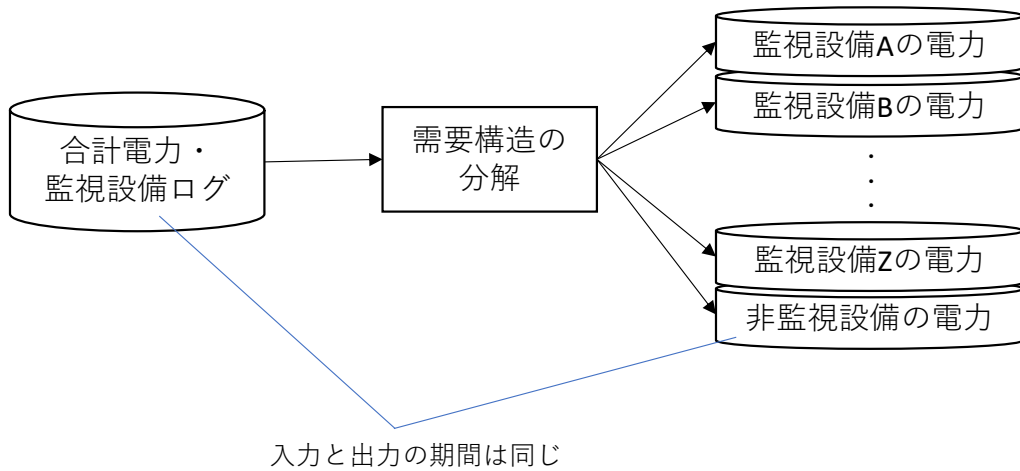 合計電力・
監視設備ログ
需要構造の
分解
監視設備Aの電力
監視設備Bの電力
・
・
・
監視設備Zの電力
非監視設備の電力
入力と出力の期間は同じ